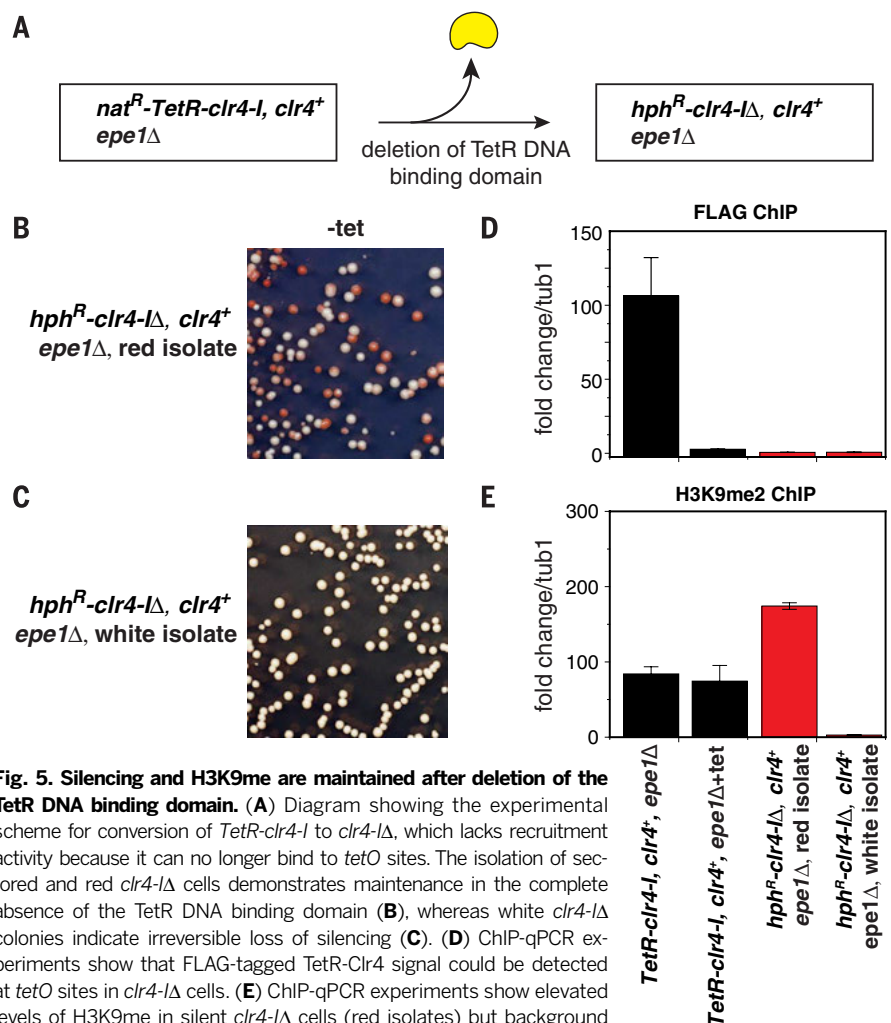 A
nat^R-TetR-clr4-I, clr4⁺
epe1Δ
deletion of TetR DNA
binding domain
hph^R-clr4-IΔ, clr4⁺
epe1Δ
B
-tet
hph^R-clr4-IΔ, clr4⁺
epe1Δ, red isolate
C
hph^R-clr4-IΔ, clr4⁺
epe1Δ, white isolate
D
FLAG ChIP
fold change/tub1
150
100
50
0
E
H3K9me2 ChIP
fold change/tub1
300
200
100
0
TetR-clr4-I, clr4⁺, epe1Δ
TetR-clr4-I, clr4⁺, epe1Δ+tet
hph^R-clr4-IΔ, clr4⁺
epe1Δ, red isolate
hph^R-clr4-IΔ, clr4⁺
epe1Δ, white isolate
Fig. 5. Silencing and H3K9me are maintained after deletion of the
TetR DNA binding domain. (A) Diagram showing the experimental
scheme for conversion of TetR-clr4-I to clr4-IΔ, which lacks recruitment
activity because it can no longer bind to tetO sites. The isolation of sec-
tored and red clr4-IΔ cells demonstrates maintenance in the complete
absence of the TetR DNA binding domain (B), whereas white clr4-IΔ
colonies indicate irreversible loss of silencing (C). (D) ChIP-qPCR ex-
periments show that FLAG-tagged TetR-Clr4 signal could be detected
at tetO sites in clr4-IΔ cells. (E) ChIP-qPCR experiments show elevated
levels of H3K9me in silent clr4-IΔ cells (red isolates) but background